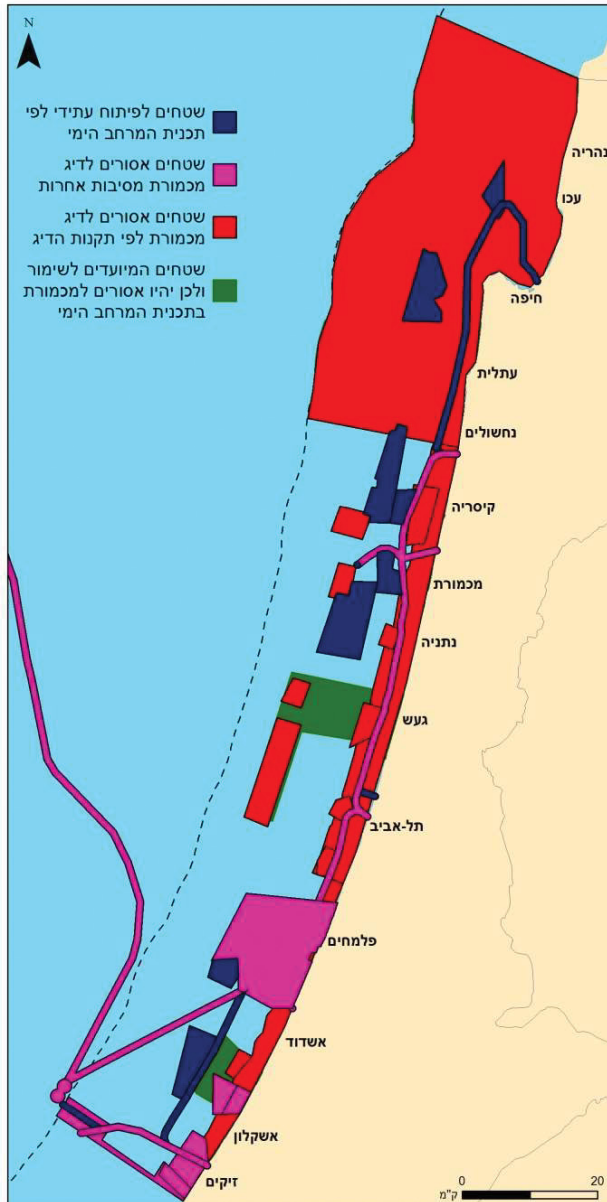 N
שטחים לפיתוח עתידי לפי
תכנית המרחב הימי
שטחים אסורים לדיג
מכמורת מסיבות אחרות
שטחים אסורים לדיג
מכמורת לפי תקנות הדיג
שטחים המיועדים לשימור
ולכן יהיו אסורים למכמורת
בתכנית המרחב הימי
נהריה
עכו
חיפה
עתלית
נחשולים
קיסריה
מכמורת
נתניה
געש
תל-אביב
פלמחים
אשדוד
אשקלון
זיקים
0 20
ק"מ